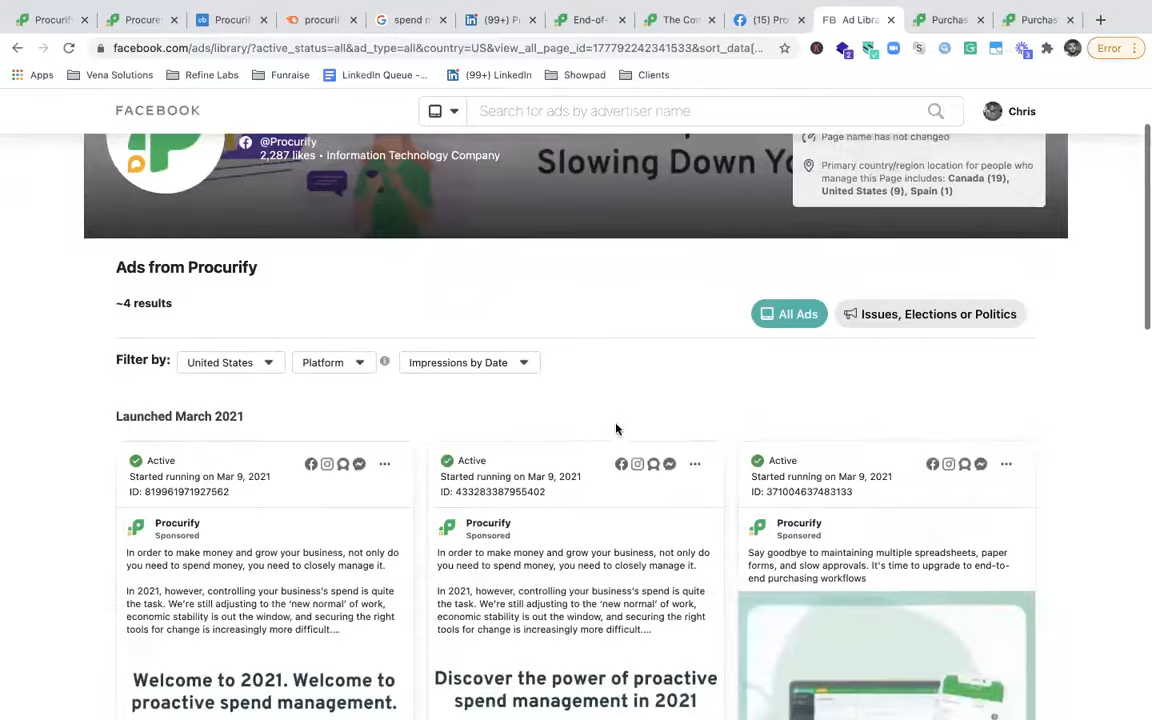 Procurify
Procure
Procurif
procurif
spend m
(99+) P
End-of-
The Cor
(15) Pro
FB Ad Libra
Purchas
Purchas
facebook.com/ads/library/?active_status=all&ad_type=all&country=US&view_all_page_id=177792242341533&sort_data[...
Error
Apps
Vena Solutions
Refine Labs
Funraise
LinkedIn Queue -...
(99+) LinkedIn
Showpad
Clients
FACEBOOK
Search for ads by advertiser name
Chris
@Procurify
2,287 likes • Information Technology Company
Slowing Down Yo
Page name has not changed
Primary country/region location for people who
manage this Page includes: Canada (19),
United States (9), Spain (1)
Ads from Procurify
~4 results
All Ads
Issues, Elections or Politics
Filter by:
United States
Platform
Impressions by Date
Launched March 2021
Active
Started running on Mar 9, 2021
ID: 819961971927562
Procurify
Sponsored
In order to make money and grow your business, not only do
you need to spend money, you need to closely manage it.
In 2021, however, controlling your business's spend is quite
the task. We're still adjusting to the 'new normal' of work,
economic stability is out the window, and securing the right
tools for change is increasingly more difficult....
Welcome to 2021. Welcome to
proactive spend management.
Active
Started running on Mar 9, 2021
ID: 433283387955402
Procurify
Sponsored
In order to make money and grow your business, not only do
you need to spend money, you need to closely manage it.
In 2021, however, controlling your business's spend is quite
the task. We're still adjusting to the 'new normal' of work,
economic stability is out the window, and securing the right
tools for change is increasingly more difficult....
Discover the power of proactive
spend management in 2021
Active
Started running on Mar 9, 2021
ID: 371004637483133
Procurify
Sponsored
Say goodbye to maintaining multiple spreadsheets, paper
forms, and slow approvals. It's time to upgrade to end-to-
end purchasing workflows